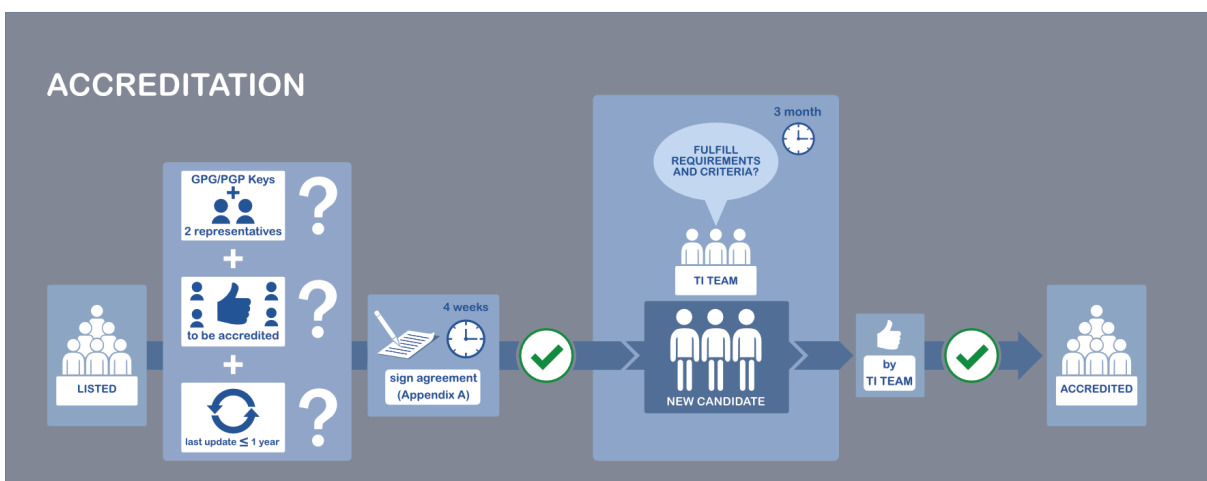 ACCREDITATION
LISTED
GPG/PGP Keys
+
2 representatives
+
to be accredited
+
last update ≤ 1 year
?
?
?
4 weeks
sign agreement
(Appendix A)
3 month
FULFILL
REQUIREMENTS
AND CRITERIA?
TI TEAM
NEW CANDIDATE
by
TI TEAM
ACCREDITED